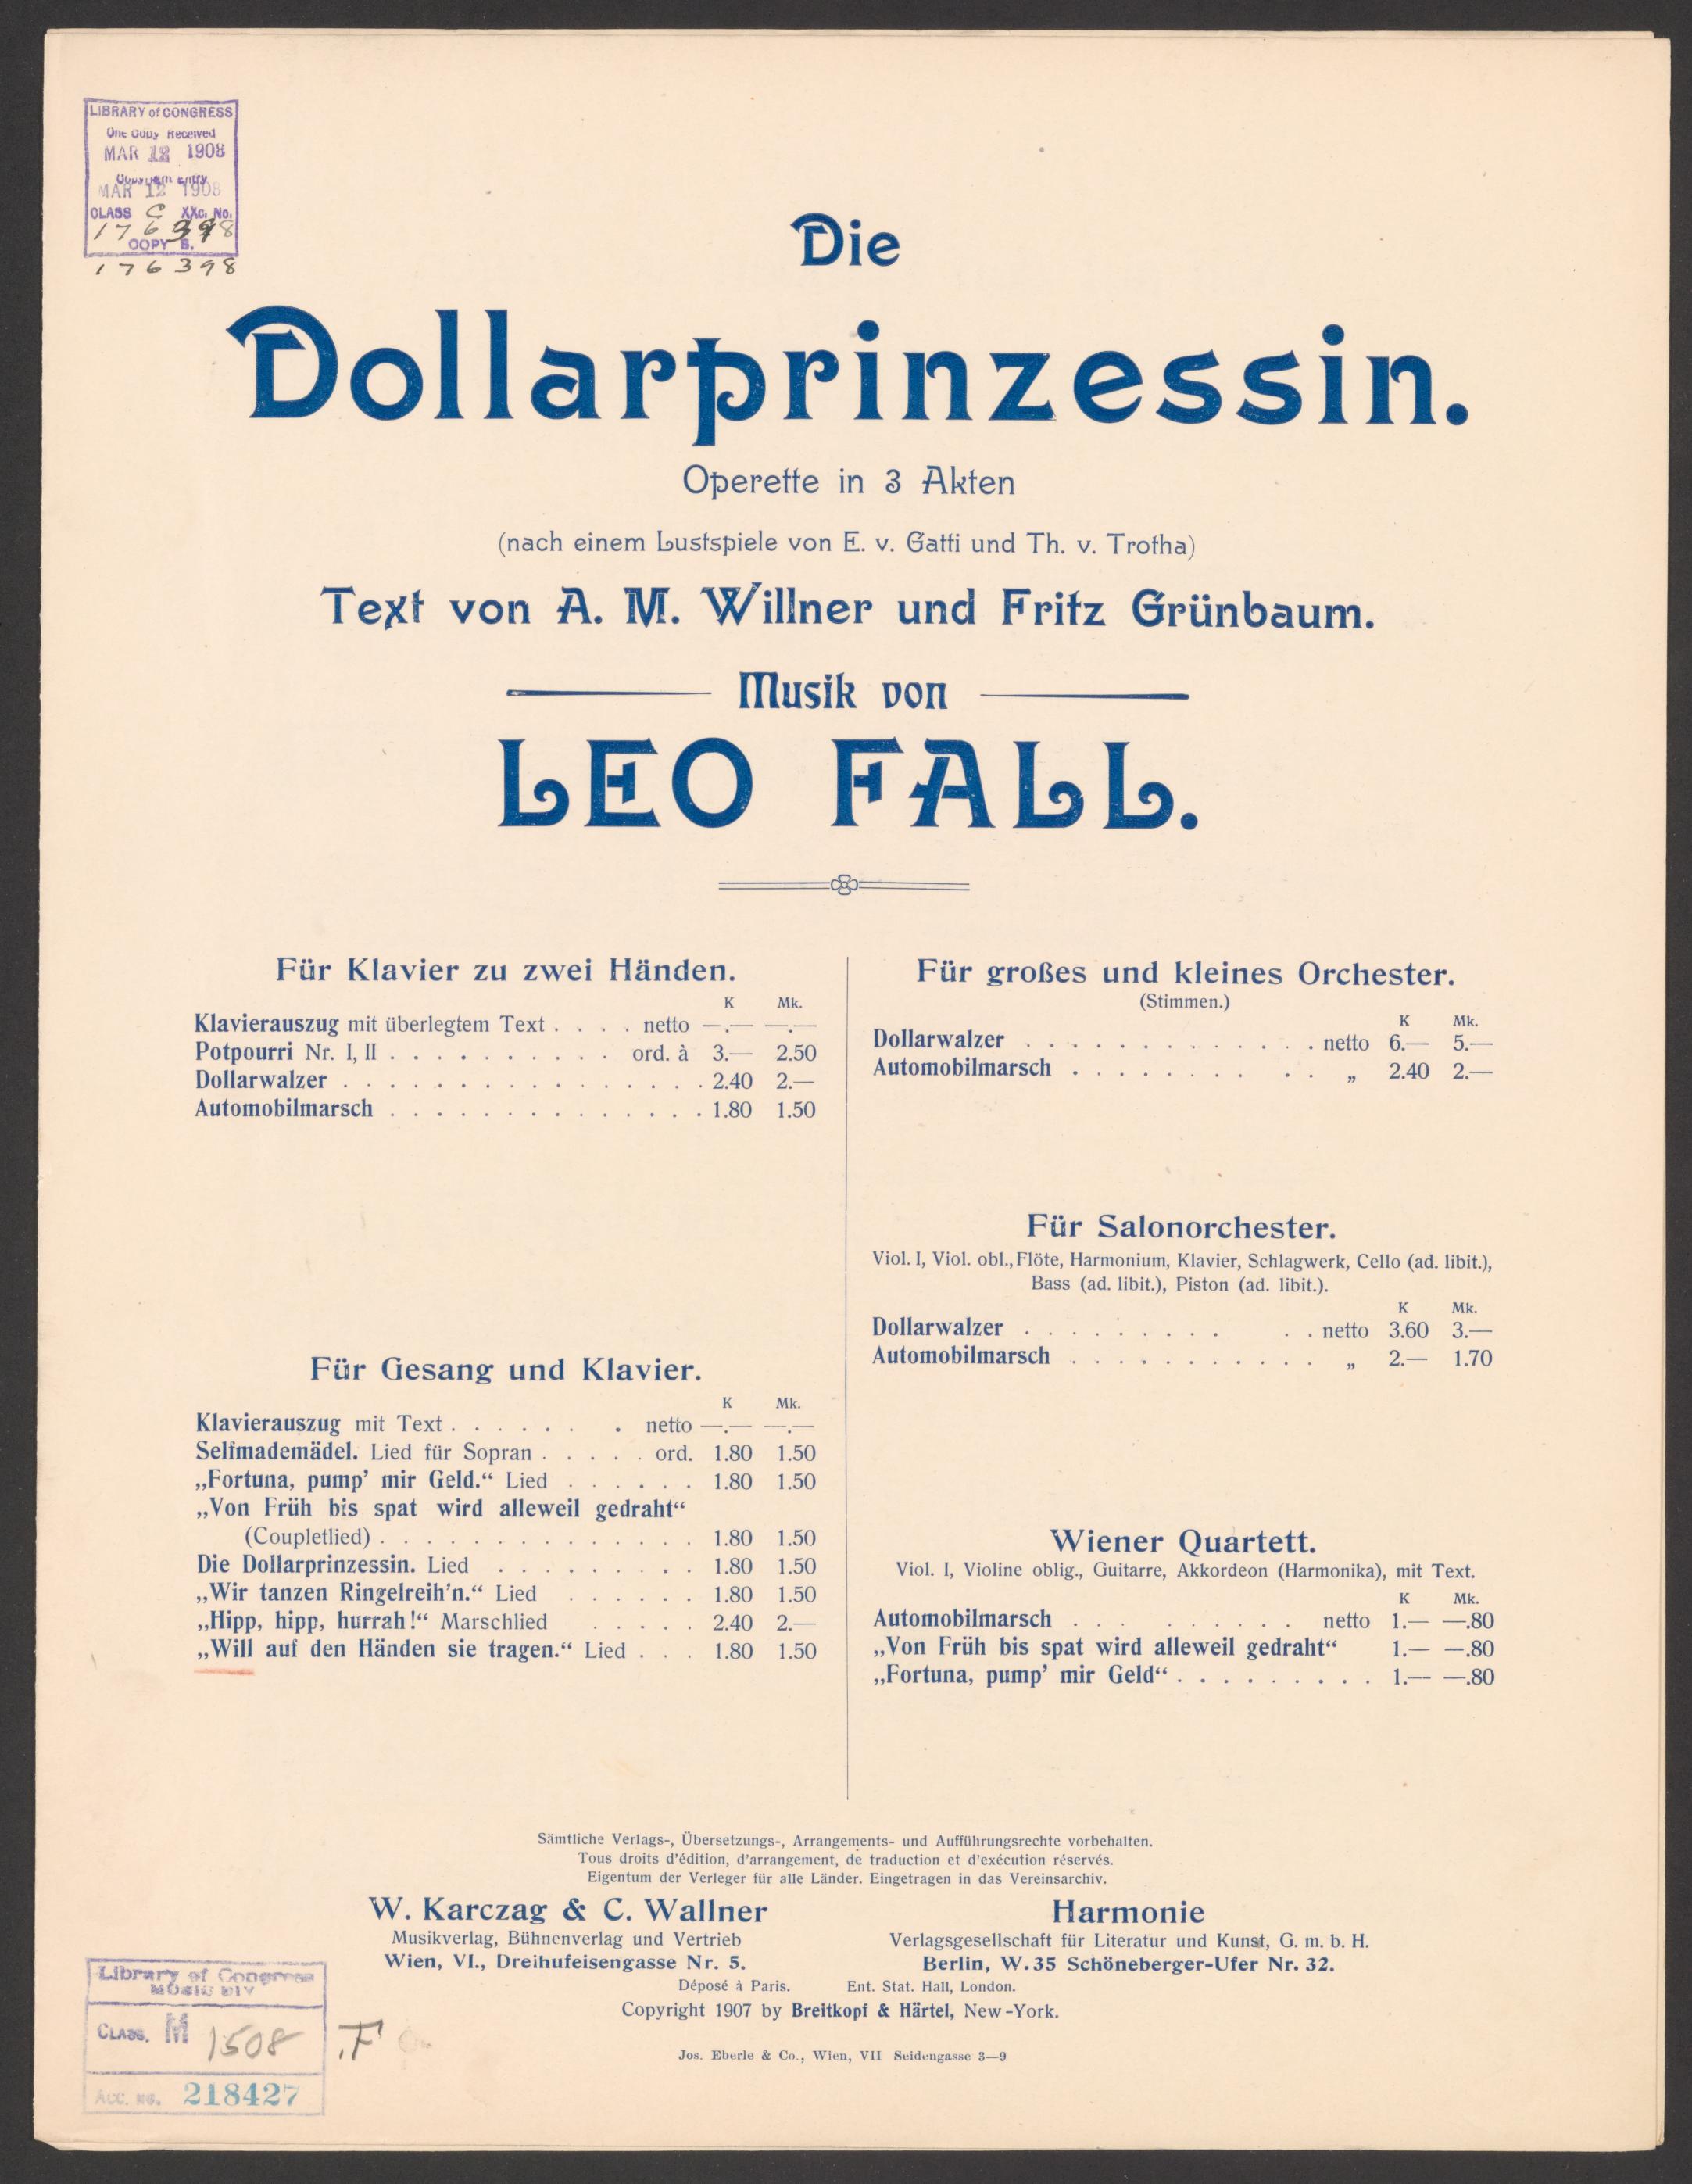 LIBRARY of CONGRESS
One Copy Received
MAR 12 1908
Copyright Entry
MAR 12 1908
CLASS C XXc. No.
176398
COPY B.
176398
Die
Dollarprinzessin.
Operette in 3 Akten
(nach einem Lustspiele von E. v. Gatti und Th. v. Trotha)
Text von A. M. Willner und Fritz Grünbaum.
Musik von
LEO FALL.
Für Klavier zu zwei Händen.
K Mk.
Klavierauszug mit überlegtem Text . . . . netto —.— —.—
Potpourri Nr. I, II . . . . . . . . . . ord. à 3.— 2.50
Dollarwalzer . . . . . . . . . . . . . . . . 2.40 2.—
Automobilmarsch . . . . . . . . . . . . . . 1.80 1.50
Für Gesang und Klavier.
K Mk.
Klavierauszug mit Text . . . . . . . netto —.— —.—
Selfmademädel. Lied für Sopran . . . . . ord. 1.80 1.50
„Fortuna, pump’ mir Geld.“ Lied . . . . . . 1.80 1.50
„Von Früh bis spat wird alleweil gedraht“
(Coupletlied) . . . . . . . . . . . . . 1.80 1.50
Die Dollarprinzessin. Lied . . . . . . . . . 1.80 1.50
„Wir tanzen Ringelreih’n.“ Lied . . . . . . 1.80 1.50
„Hipp, hipp, hurrah!“ Marschlied . . . . . 2.40 2.—
„Will auf den Händen sie tragen.“ Lied . . . 1.80 1.50
Für großes und kleines Orchester.
(Stimmen.)
K Mk.
Dollarwalzer . . . . . . . . . . . . . netto 6.— 5.—
Automobilmarsch . . . . . . . . . . „ 2.40 2.—
Für Salonorchester.
Viol. I, Viol. obl., Flöte, Harmonium, Klavier, Schlagwerk, Cello (ad. libit.),
Bass (ad. libit.), Piston (ad. libit.).
K Mk.
Dollarwalzer . . . . . . . . . . . netto 3.60 3.—
Automobilmarsch . . . . . . . . . . . „ 2.— 1.70
Wiener Quartett.
Viol. I, Violine oblig., Guitarre, Akkordeon (Harmonika), mit Text.
K Mk.
Automobilmarsch . . . . . . . . . netto 1.— —.80
„Von Früh bis spat wird alleweil gedraht“ 1.— —.80
„Fortuna, pump’ mir Geld“ . . . . . . . . . 1.— —.80
Sämtliche Verlags-, Übersetzungs-, Arrangements- und Aufführungsrechte vorbehalten.
Tous droits d'édition, d'arrangement, de traduction et d'exécution réservés.
Eigentum der Verleger für alle Länder. Eingetragen in das Vereinsarchiv.
W. Karczag & C. Wallner
Musikverlag, Bühnenverlag und Vertrieb
Wien, VI., Dreihufeisengasse Nr. 5.
Harmonie
Verlagsgesellschaft für Literatur und Kunst, G. m. b. H.
Berlin, W. 35 Schöneberger-Ufer Nr. 32.
Déposé à Paris. Ent. Stat. Hall, London.
Copyright 1907 by Breitkopf & Härtel, New-York.
Jos. Eberle & Co., Wien, VII Seidengasse 3—9
Library of Congress
MUSIC DIV
CLASS. M 1508
.F
ACC. NO. 218427